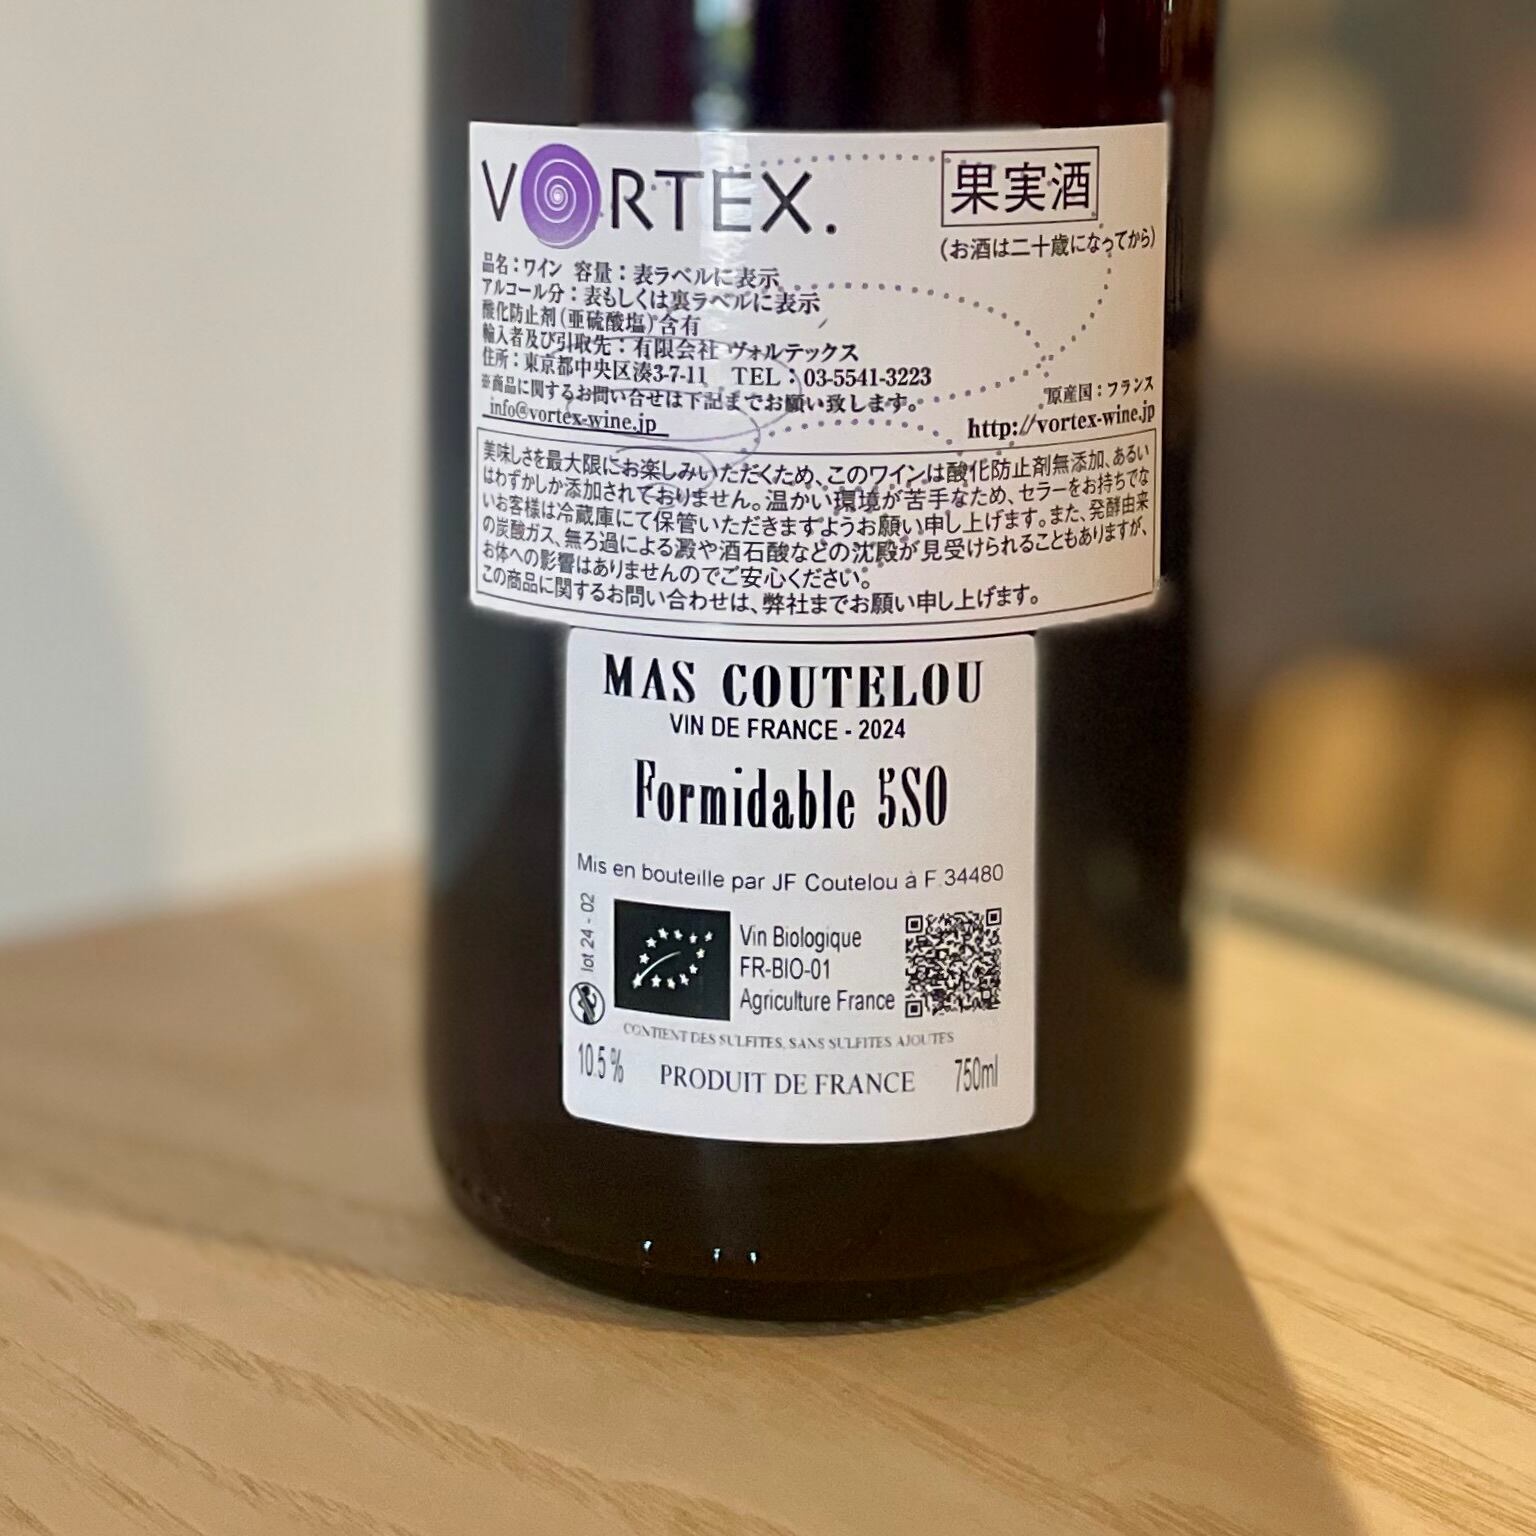 VORTEX.
果実酒
(お酒は二十歳になってから)
品名：ワイン 容量：表ラベルに表示
アルコール分：表もしくは裏ラベルに表示
酸化防止剤(亜硫酸塩)含有
輸入者及び引取先：有限会社 ヴォルテックス
住所：東京都中央区湊3-7-11 TEL：03-5541-3223
※商品に関するお問い合せは下記までお願い致します。
原産国：フランス
info@vortex-wine.jp
http://vortex-wine.jp
美味しさを最大限にお楽しみいただくため、このワインは酸化防止剤無添加、あるい
はわずかしか添加されておりません。温かい環境が苦手なため、セラーをお持ちでな
いお客様は冷蔵庫にて保管いただきますようお願い申し上げます。また、発酵由来
の炭酸ガス、無ろ過による澱や酒石酸などの沈殿が見受けられることもありますが、
お体への影響はありませんのでご安心ください。
この商品に関するお問い合わせは、弊社までお願い申し上げます。
MAS COUTELOU
VIN DE FRANCE - 2024
Formidable 5SO
Mis en bouteille par JF Coutelou à F 34480
lot 24 - 02
Vin Biologique
FR-BIO-01
Agriculture France
CONTIENT DES SULFITES, SANS SULFITES AJOUTES
10.5 %
PRODUIT DE FRANCE
750ml